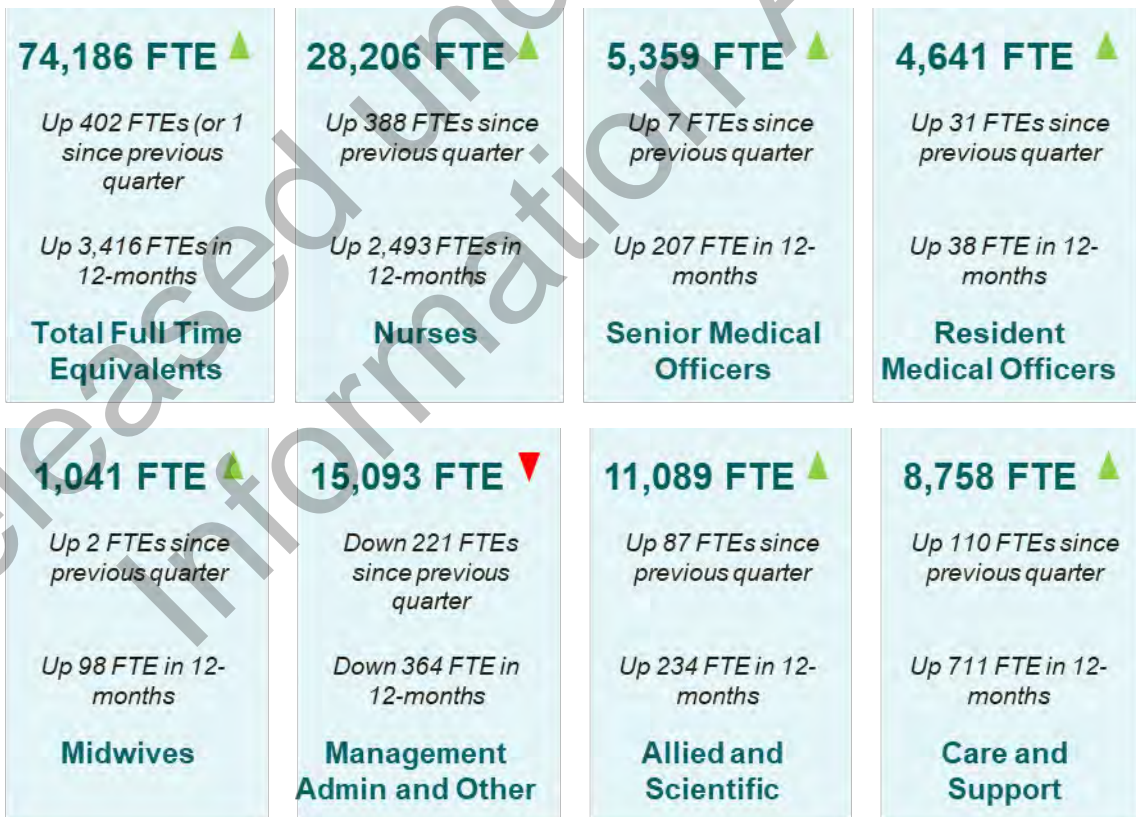 74,186 FTE
Up 402 FTEs (or 1
since previous
quarter
Up 3,416 FTEs in
12-months
Total Full Time
Equivalents
28,206 FTE
Up 388 FTEs since
previous quarter
Up 2,493 FTEs in
12-months
Nurses
5,359 FTE
Up 7 FTEs since
previous quarter
Up 207 FTE in 12-
months
Senior Medical
Officers
4,641 FTE
Up 31 FTEs since
previous quarter
Up 38 FTE in 12-
months
Resident
Medical Officers
1,041 FTE
Up 2 FTEs since
previous quarter
Up 98 FTE in 12-
months
Midwives
15,093 FTE
Down 221 FTEs
since previous
quarter
Down 364 FTE in
12-months
Management
Admin and Other
11,089 FTE
Up 87 FTEs since
previous quarter
Up 234 FTE in 12-
months
Allied and
Scientific
8,758 FTE
Up 110 FTEs since
previous quarter
Up 711 FTE in 12-
months
Care and
Support
eleased und
Information A